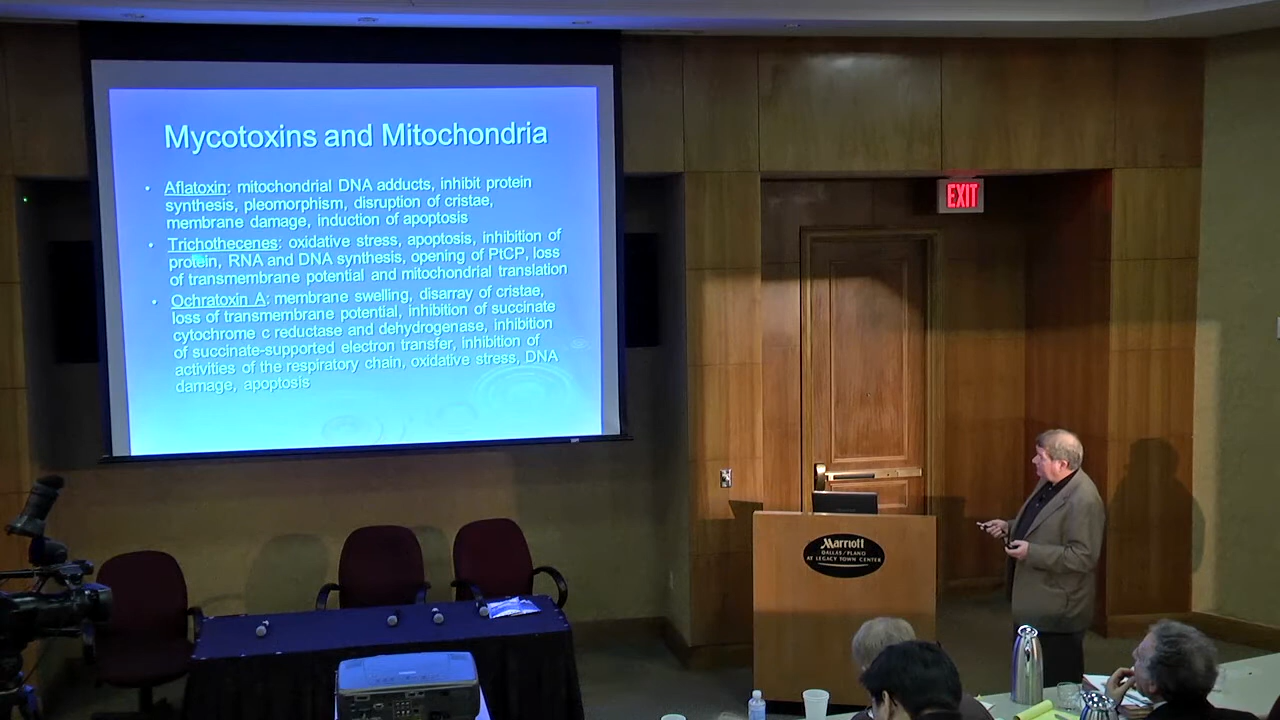 Mycotoxins and Mitochondria
• Aflatoxin: mitochondrial DNA adducts, inhibit protein
synthesis, pleomorphism, disruption of cristae,
membrane damage, induction of apoptosis
• Trichothecenes: oxidative stress, apoptosis, inhibition of
protein, RNA and DNA synthesis, opening of PtCP, loss
of transmembrane potential and mitochondrial translation
• Ochratoxin A: membrane swelling, disarray of cristae,
loss of transmembrane potential, inhibition of succinate
cytochrome c reductase and dehydrogenase, inhibition
of succinate-supported electron transfer, inhibition of
activities of the respiratory chain, oxidative stress, DNA
damage, apoptosis
EXIT
Marriott
DALLAS/PLANO
AT LEGACY TOWN CENTER